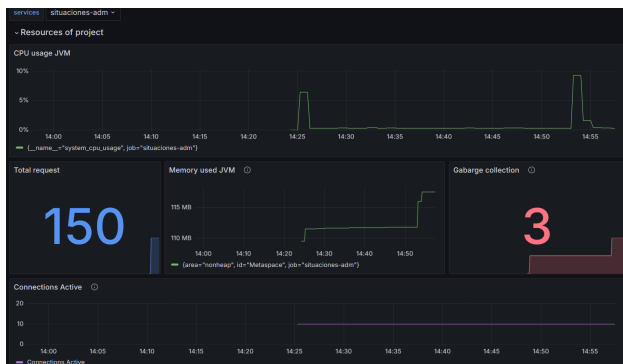 services situaciones-adm
Resources of project
CPU usage JVM
10%
5%
0%
14:00 14:05 14:10 14:15 14:20 14:25 14:30 14:35 14:40 14:45 14:50 14:55
{__name__="system_cpu_usage", job="situaciones-adm"}
Total request
150
Memory used JVM
115 MB
110 MB
14:00 14:10 14:20 14:30 14:40 14:50
{area="nonheap", id="Metaspace", job="situaciones-adm"}
Gabarge collection
3
Connections Active
20
10
0
14:00 14:05 14:10 14:15 14:20 14:25 14:30 14:35 14:40 14:45 14:50 14:55
Connections Active